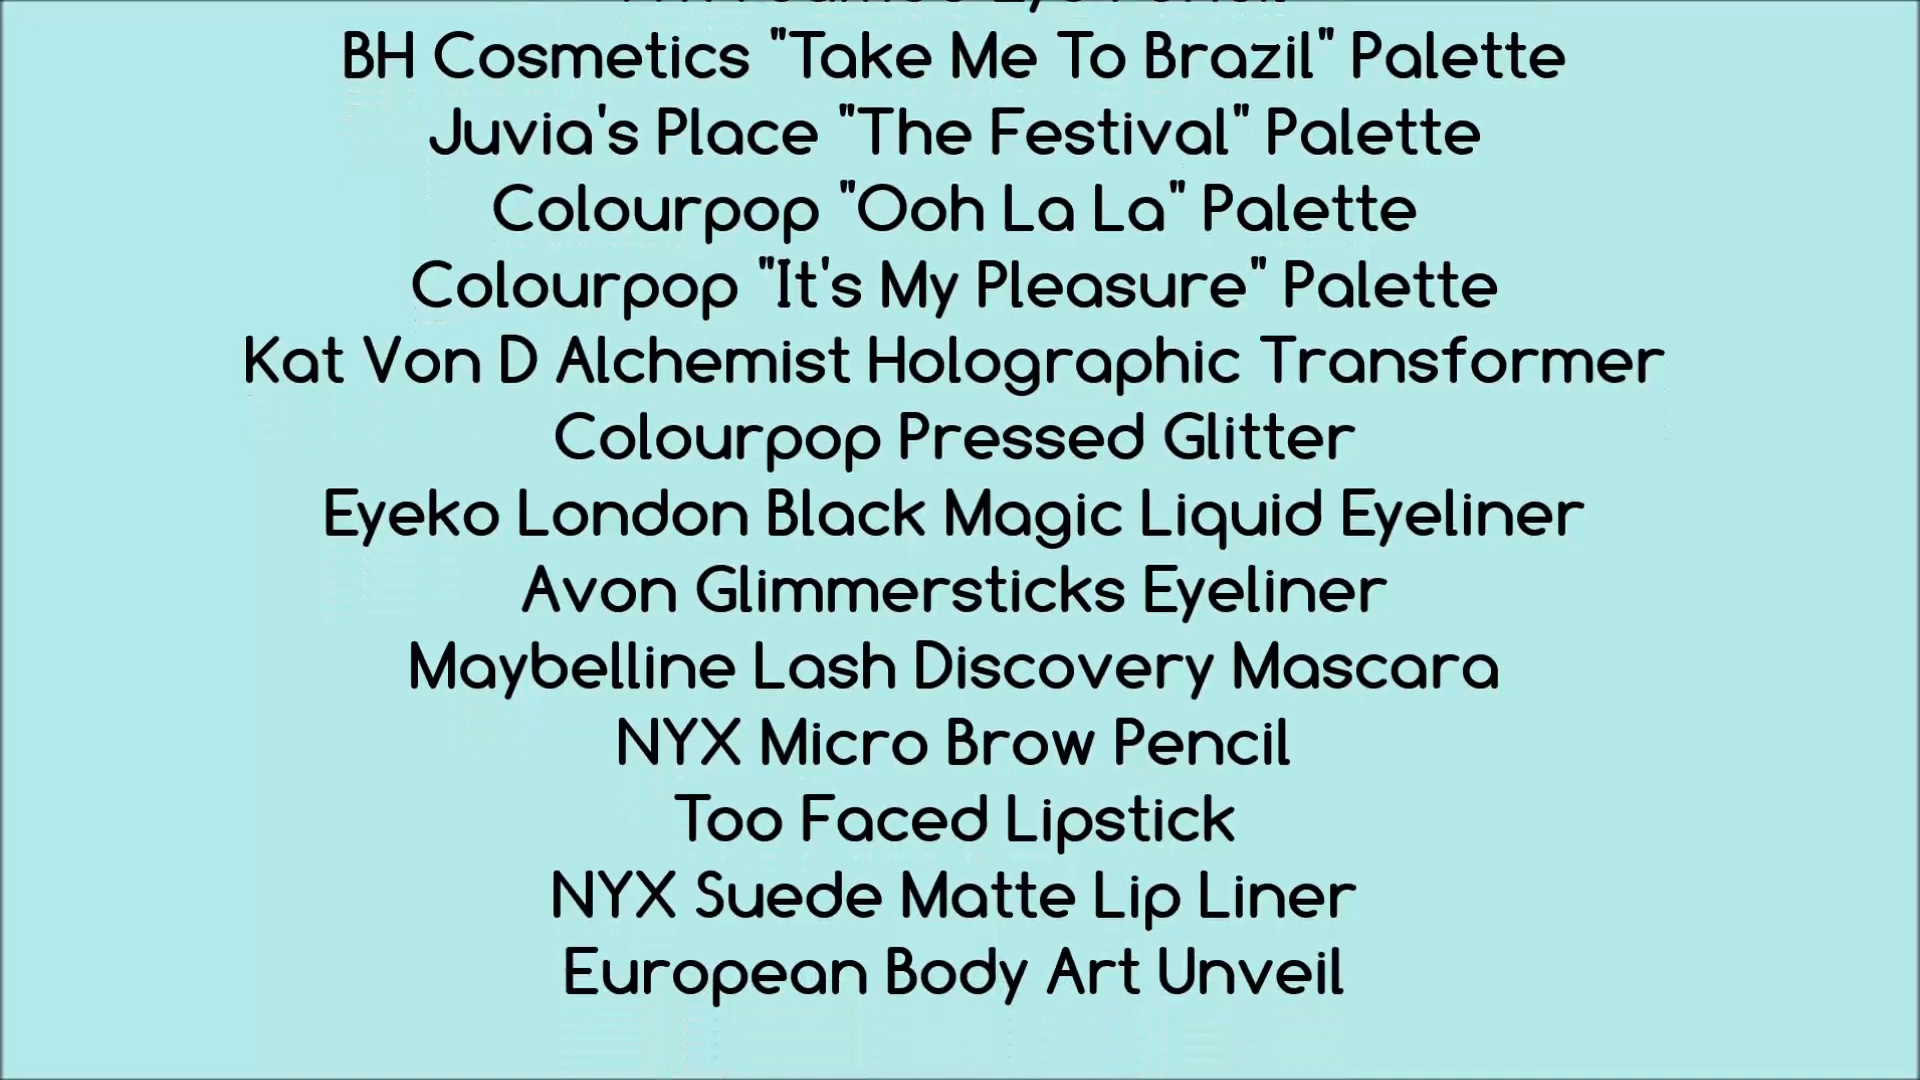 Eye Pencil
BH Cosmetics "Take Me To Brazil" Palette
Juvia's Place "The Festival" Palette
Colourpop "Ooh La La" Palette
Colourpop "It's My Pleasure" Palette
Kat Von D Alchemist Holographic Transformer
Colourpop Pressed Glitter
Eyeko London Black Magic Liquid Eyeliner
Avon Glimmersticks Eyeliner
Maybelline Lash Discovery Mascara
NYX Micro Brow Pencil
Too Faced Lipstick
NYX Suede Matte Lip Liner
European Body Art Unveil